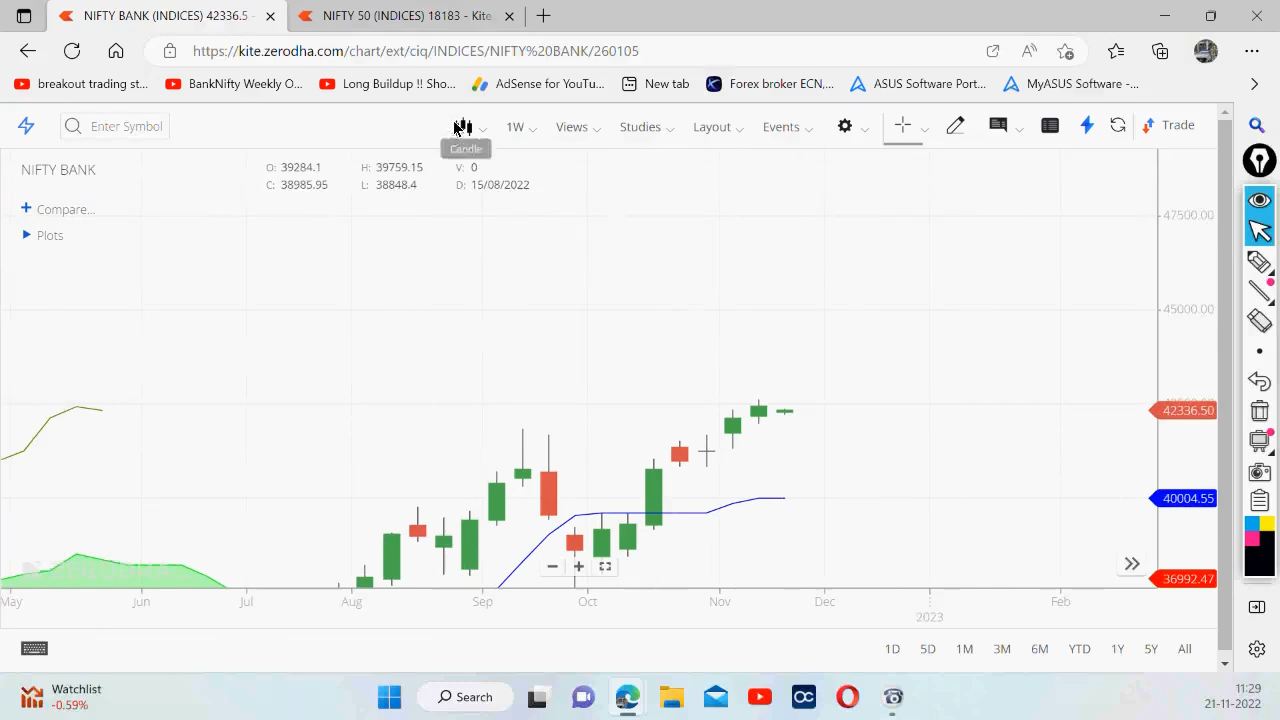 NIFTY BANK (INDICES) 42336.5 -
NIFTY 50 (INDICES) 18183 - Kite
https://kite.zerodha.com/chart/ext/ciq/INDICES/NIFTY%20BANK/260105
breakout trading st...
BankNifty Weekly O...
Long Buildup !! Sho...
AdSense for YouTu...
New tab
Forex broker ECN,...
ASUS Software Port...
MyASUS Software -...
Enter Symbol
1W
Views
Studies
Layout
Events
Trade
Candle
NIFTY BANK
O: 39284.1 H: 39759.15 V: 0
C: 38985.95 L: 38848.4 D: 15/08/2022
+ Compare...
Plots
47500.00
45000.00
42336.50
40004.55
36992.47
May Jun Jul Aug Sep Oct Nov Dec Feb
2023
1D 5D 1M 3M 6M YTD 1Y 5Y All
Watchlist
-0.59%
Search
11:29
21-11-2022